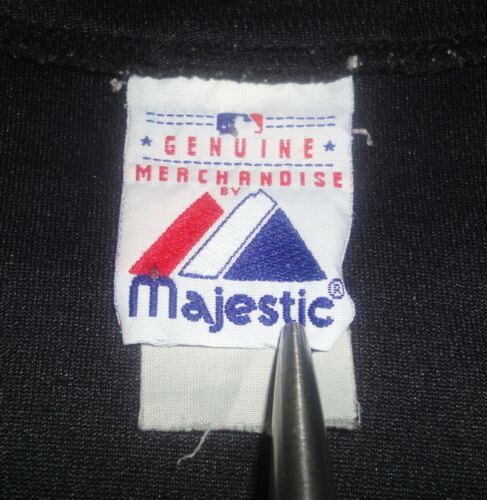 ★ GENUINE ★
MERCHANDISE
BY
Majestic®